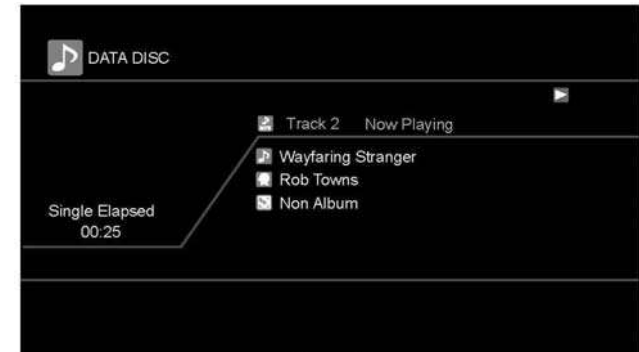 DATA DISC
Track 2 Now Playing
Wayfaring Stranger
Rob Towns
Non Album
Single Elapsed
00:25